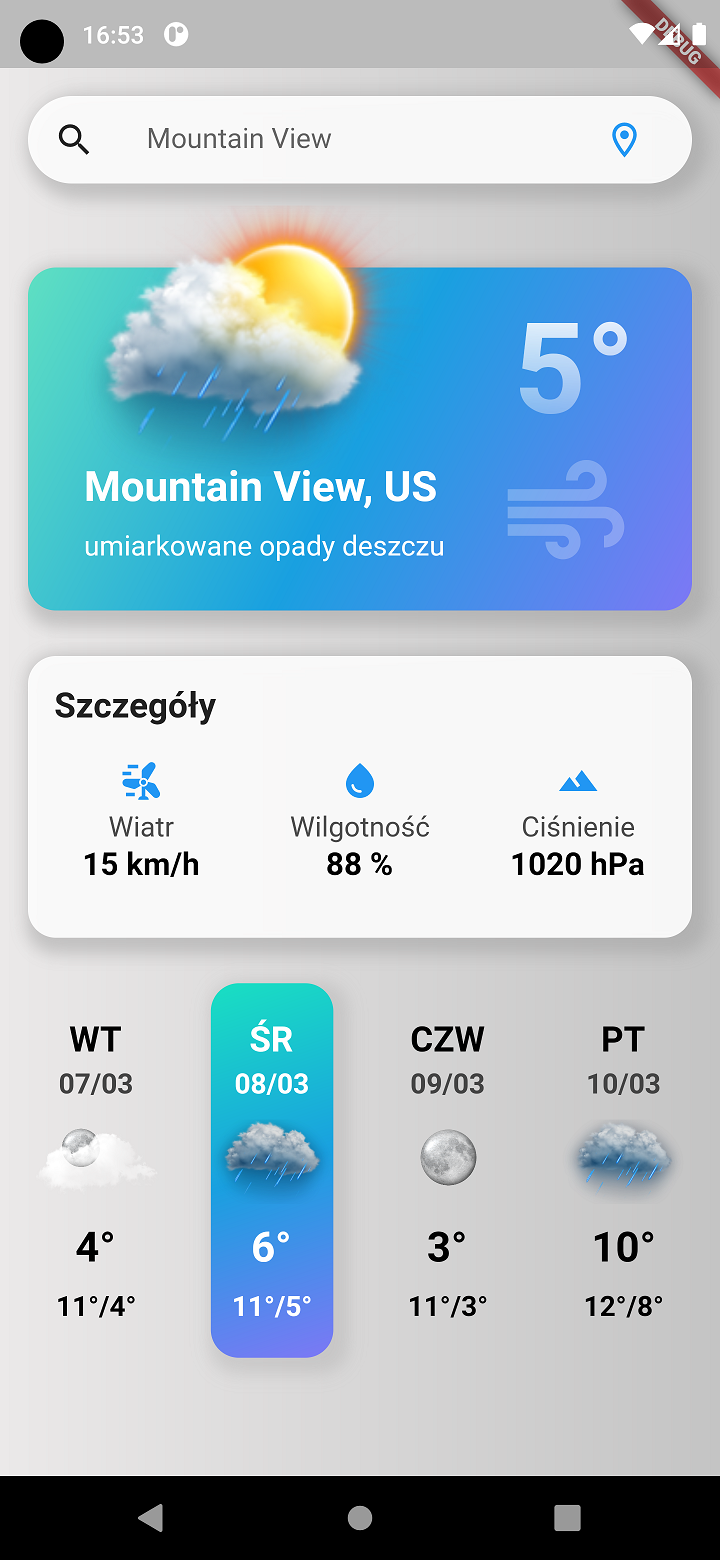 16:53
DEBUG
Mountain View
5°
Mountain View, US
umiarkowane opady deszczu
Szczegóły
Wiatr Wilgotność Ciśnienie
15 km/h 88 % 1020 hPa
WT ŚR CZW PT
07/03 08/03 09/03 10/03
4° 6° 3° 10°
11°/4° 11°/5° 11°/3° 12°/8°